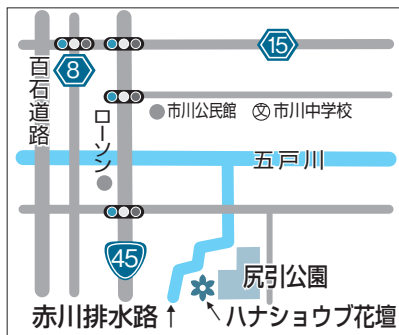 15
8
百石道路
市川公民館
文 市川中学校
ローソン
五戸川
45
尻引公園
赤川排水路↑
ハナショウブ花壇